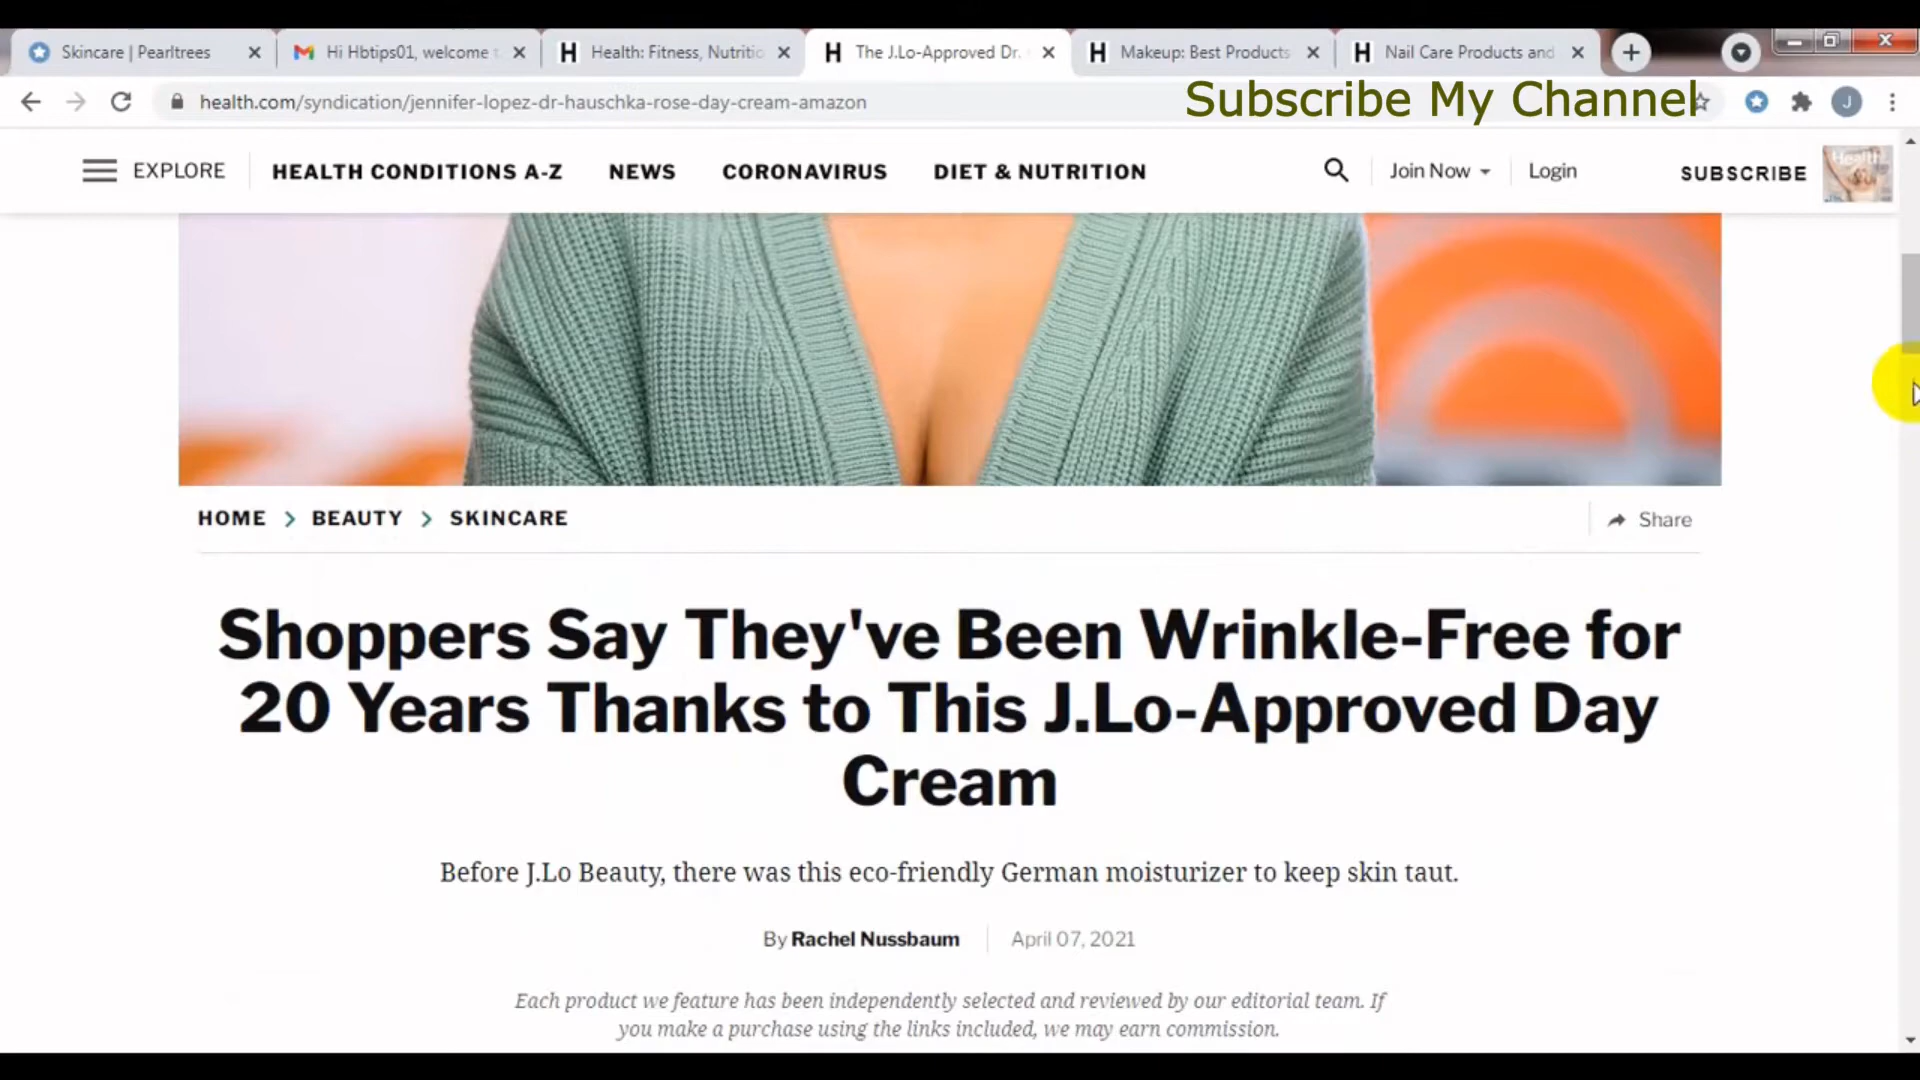 Skincare | Pearltrees
Hi Hbtips01, welcome t
Health: Fitness, Nutritio
The J.Lo-Approved Dr.
Makeup: Best Products
Nail Care Products and
health.com/syndication/jennifer-lopez-dr-hauschka-rose-day-cream-amazon
Subscribe My Channel
J
EXPLORE
HEALTH CONDITIONS A-Z
NEWS
CORONAVIRUS
DIET & NUTRITION
Join Now
Login
SUBSCRIBE
Health
HOME > BEAUTY > SKINCARE
Share
Shoppers Say They've Been Wrinkle-Free for
20 Years Thanks to This J.Lo-Approved Day
Cream
Before J.Lo Beauty, there was this eco-friendly German moisturizer to keep skin taut.
By Rachel Nussbaum
April 07, 2021
Each product we feature has been independently selected and reviewed by our editorial team. If
you make a purchase using the links included, we may earn commission.